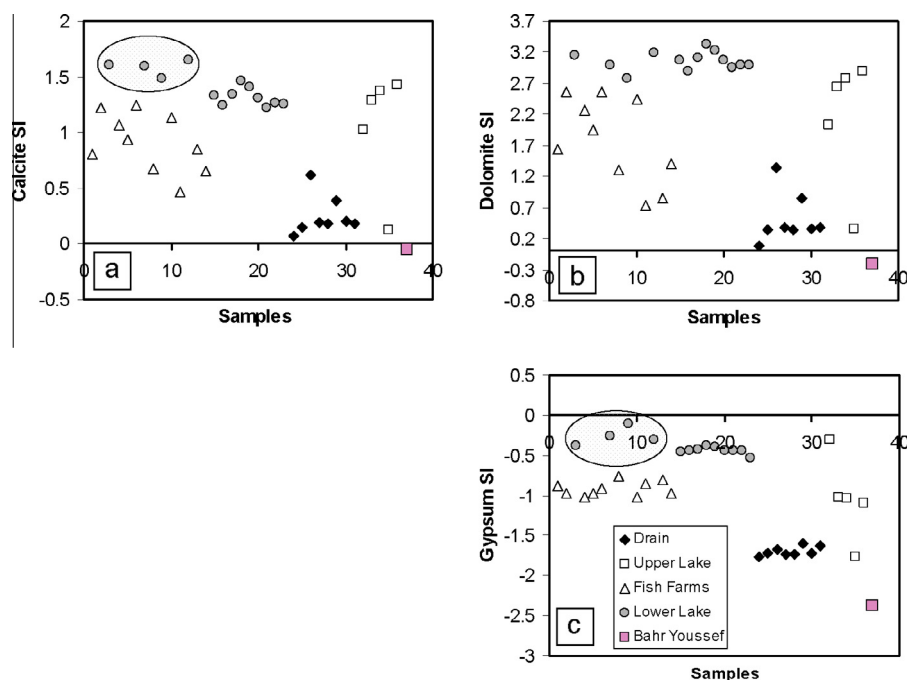 2
1.5
1
0.5
0
-0.5
Calcite SI
a
0 10 20 30 40
Samples
3.7
3.2
2.7
2.2
1.7
1.2
0.7
0.2
-0.3
-0.8
Dolomite SI
b
0 10 20 30 40
Samples
0.5
0
-0.5
-1
-1.5
-2
-2.5
-3
Gypsum SI
0 10 20 30 40
Drain
Upper Lake
Fish Farms
Lower Lake
Bahr Youssef
c
Samples